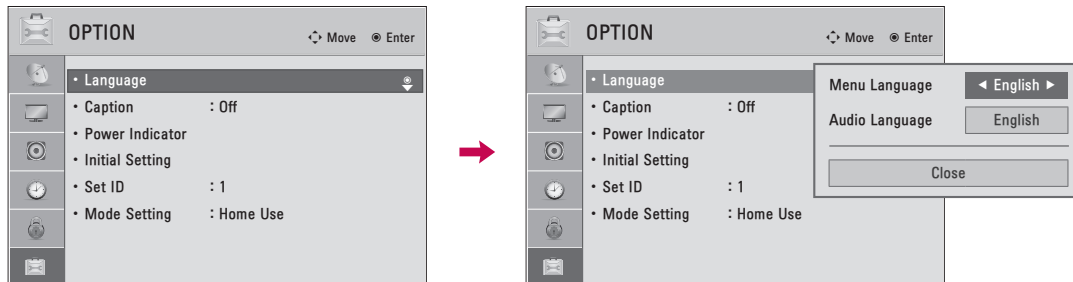 OPTION
Move
Enter
• Language
• Caption : Off
• Power Indicator
• Initial Setting
• Set ID : 1
• Mode Setting : Home Use
OPTION
Move
Enter
• Language
• Caption : Off
• Power Indicator
• Initial Setting
• Set ID : 1
• Mode Setting : Home Use
Menu Language ◄ English ►
Audio Language English
Close